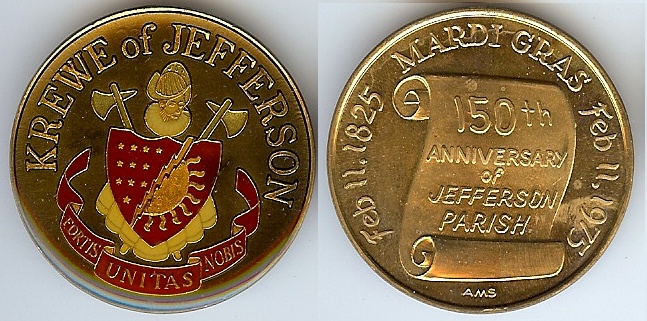 KREWE of JEFFERSON
FORTIS UNITAS NOBIS
MARDI GRAS
Feb 11. 1825
Feb 11, 1975
150th
ANNIVERSARY
of
JEFFERSON
PARISH
AMS